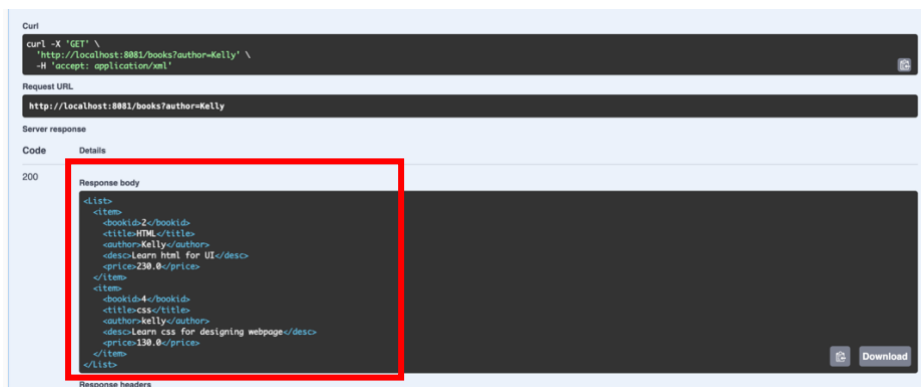 Curl
curl -X 'GET' \
'http://localhost:8081/books?author=Kelly' \
-H 'accept: application/xml'
Request URL
http://localhost:8081/books?author=Kelly
Server response
Code Details
200
Response body
<List>
<item>
<bookid>2</bookid>
<title>HTML</title>
<author>Kelly</author>
<desc>Learn html for UI</desc>
<price>230.0</price>
</item>
<item>
<bookid>4</bookid>
<title>css</title>
<author>kelly</author>
<desc>Learn css for designing webpage</desc>
<price>130.0</price>
</item>
</List>
Download
Response headers